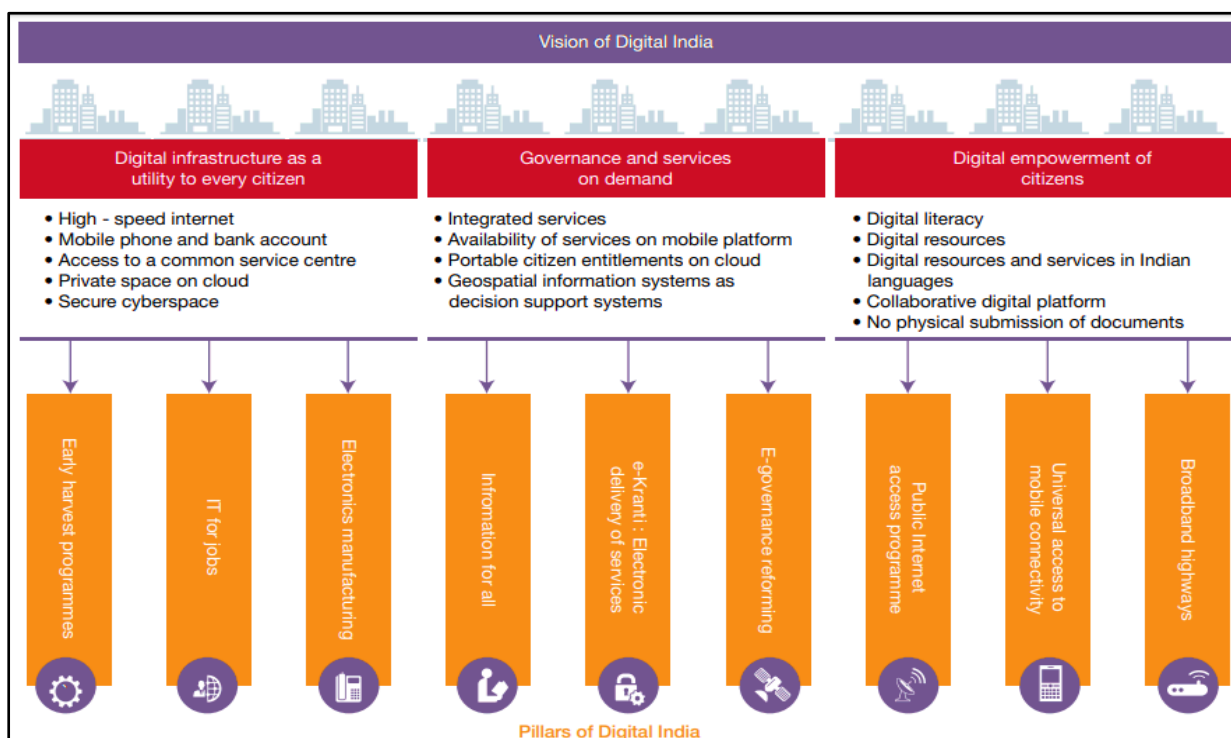 Vision of Digital India
Digital infrastructure as a
utility to every citizen
• High - speed internet
• Mobile phone and bank account
• Access to a common service centre
• Private space on cloud
• Secure cyberspace
Governance and services
on demand
• Integrated services
• Availability of services on mobile platform
• Portable citizen entitlements on cloud
• Geospatial information systems as
decision support systems
Digital empowerment of
citizens
• Digital literacy
• Digital resources
• Digital resources and services in Indian
languages
• Collaborative digital platform
• No physical submission of documents
Early harvest programmes
IT for jobs
Electronics manufacturing
Infromation for all
e-Kranti : Electronic
delivery of services
E-governance reforming
Public Internet
access programme
Universal access to
mobile connectivity
Broadband highways
Pillars of Digital India